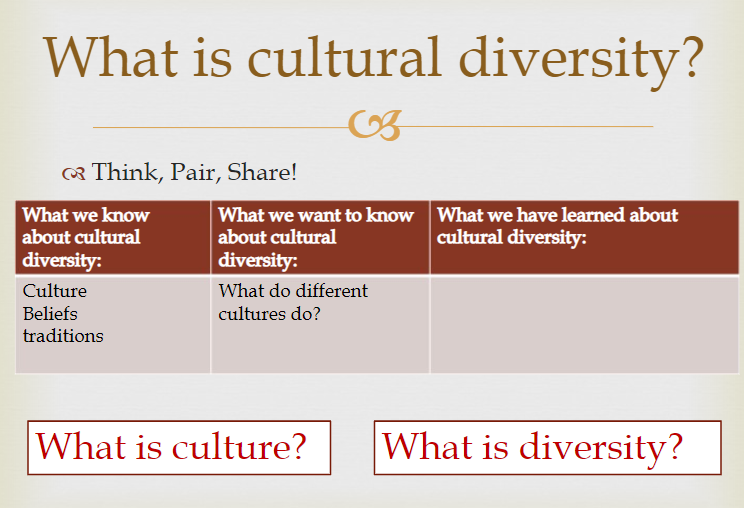 What is cultural diversity?
Think, Pair, Share!
What we know
about cultural
diversity:
What we want to know
about cultural
diversity:
What we have learned about
cultural diversity:
Culture
Beliefs
traditions
What do different
cultures do?
What is culture?
What is diversity?